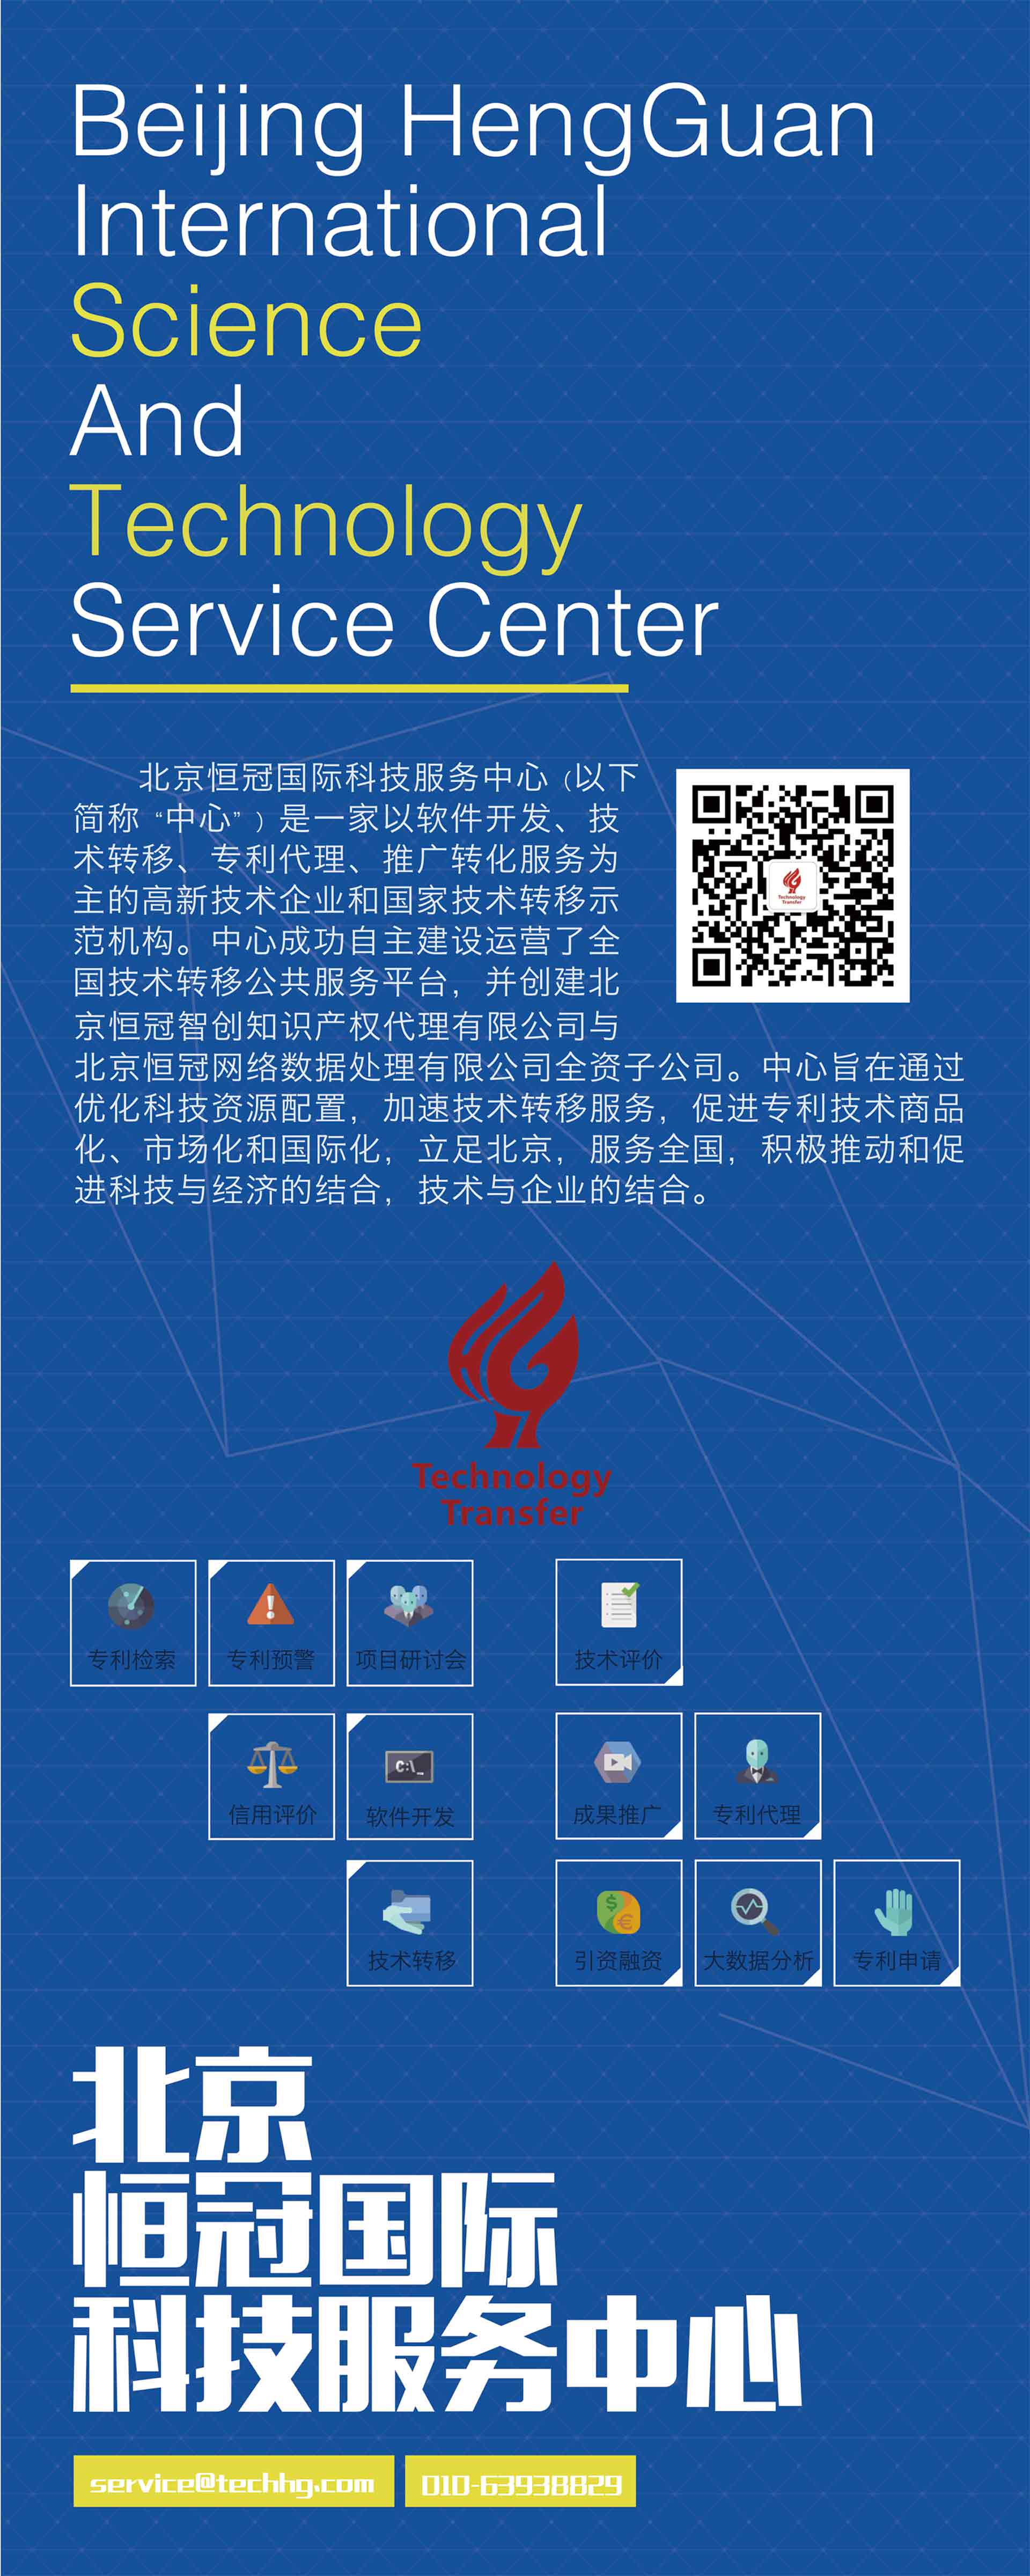 Beijing HengGuan
International
Science
And
Technology
Service Center
北京恒冠国际科技服务中心（以下
简称“中心”）是一家以软件开发、技
术转移、专利代理、推广转化服务为
主的高新技术企业和国家技术转移示
范机构。中心成功自主建设运营了全
国技术转移公共服务平台，并创建北
京恒冠智创知识产权代理有限公司与
北京恒冠网络数据处理有限公司全资子公司。中心旨在通过
优化科技资源配置，加速技术转移服务，促进专利技术商品
化、市场化和国际化，立足北京，服务全国，积极推动和促
进科技与经济的结合，技术与企业的结合。
Technology
Transfer
Technology
Transfer
专利检索 专利预警 项目研讨会 技术评价
C:\_
信用评价 软件开发 成果推广 专利代理
$ €
技术转移 引资融资 大数据分析 专利申请
北京
恒冠国际
科技服务中心
service@techhg.com 010-63938829